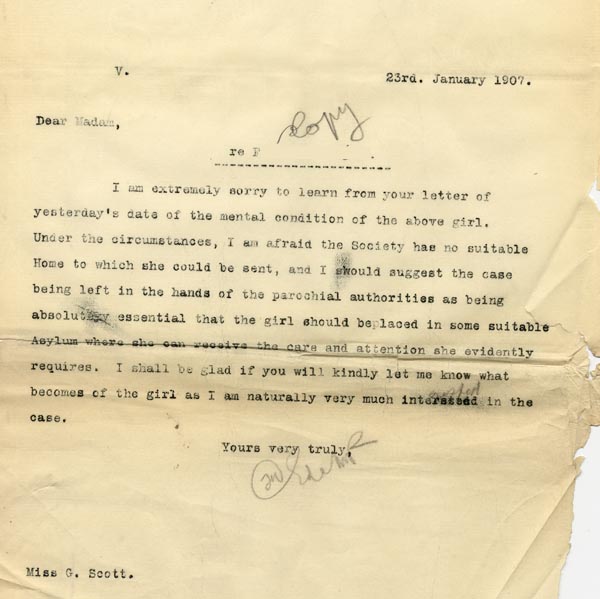 V.
23rd. January 1907.
Copy
Dear Madam,
re F
I am extremely sorry to learn from your letter of
yesterday's date of the mental condition of the above girl.
Under the circumstances, I am afraid the Society has no suitable
Home to which she could be sent, and I would suggest the case
being left in the hands of the parochial authorities as being
absolutely essential that the girl should be placed in some suitable
Asylum where she can receive the care and attention she evidently
requires. I shall be glad if you will kindly let me know what
becomes of the girl as I am naturally very much interested in the
case.
Yours very truly,
Miss G. Scott.